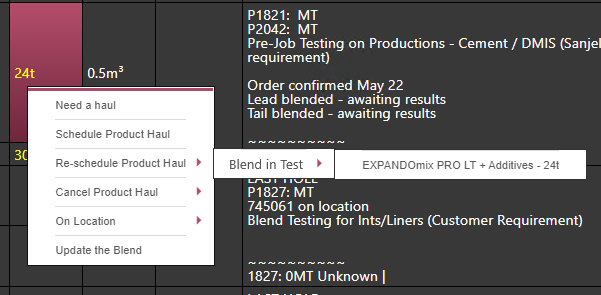 P1821: MT
P2042: MT
Pre-Job Testing on Productions - Cement / DMIS (Sanjel
requirement)
24t
0.5m³
Order confirmed May 22
Lead blended - awaiting results
Tail blended - awaiting results
~~~~~~~~~~
Need a haul
Schedule Product Haul
30
Re-schedule Product Haul
Blend in Test
EXPANDOmix PRO LT + Additives - 24t
Cancel Product Haul
On Location
Update the Blend
LAST HOLE
P1827: MT
745061 on location
Blend Testing for Ints/Liners (Customer Requirement)
~~~~~~~~~~
1827: 0MT Unknown |